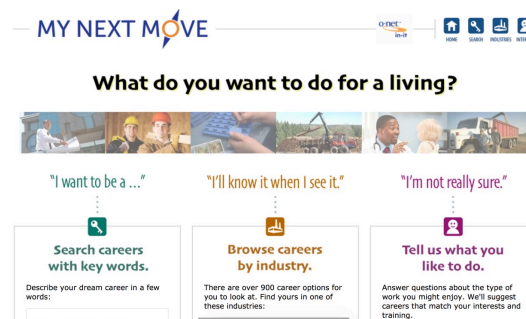 MY NEXT MOVE
o·net™
in-it
HOME SEARCH INDUSTRIES
What do you want to do for a living?
"I want to be a ..."
Search careers
with key words.
Describe your dream career in a few
words:
"I'll know it when I see it."
Browse careers
by industry.
There are over 900 career options for
you to look at. Find yours in one of
these industries:
"I'm not really sure."
Tell us what you
like to do.
Answer questions about the type of
work you might enjoy. We'll suggest
careers that match your interests and
training.